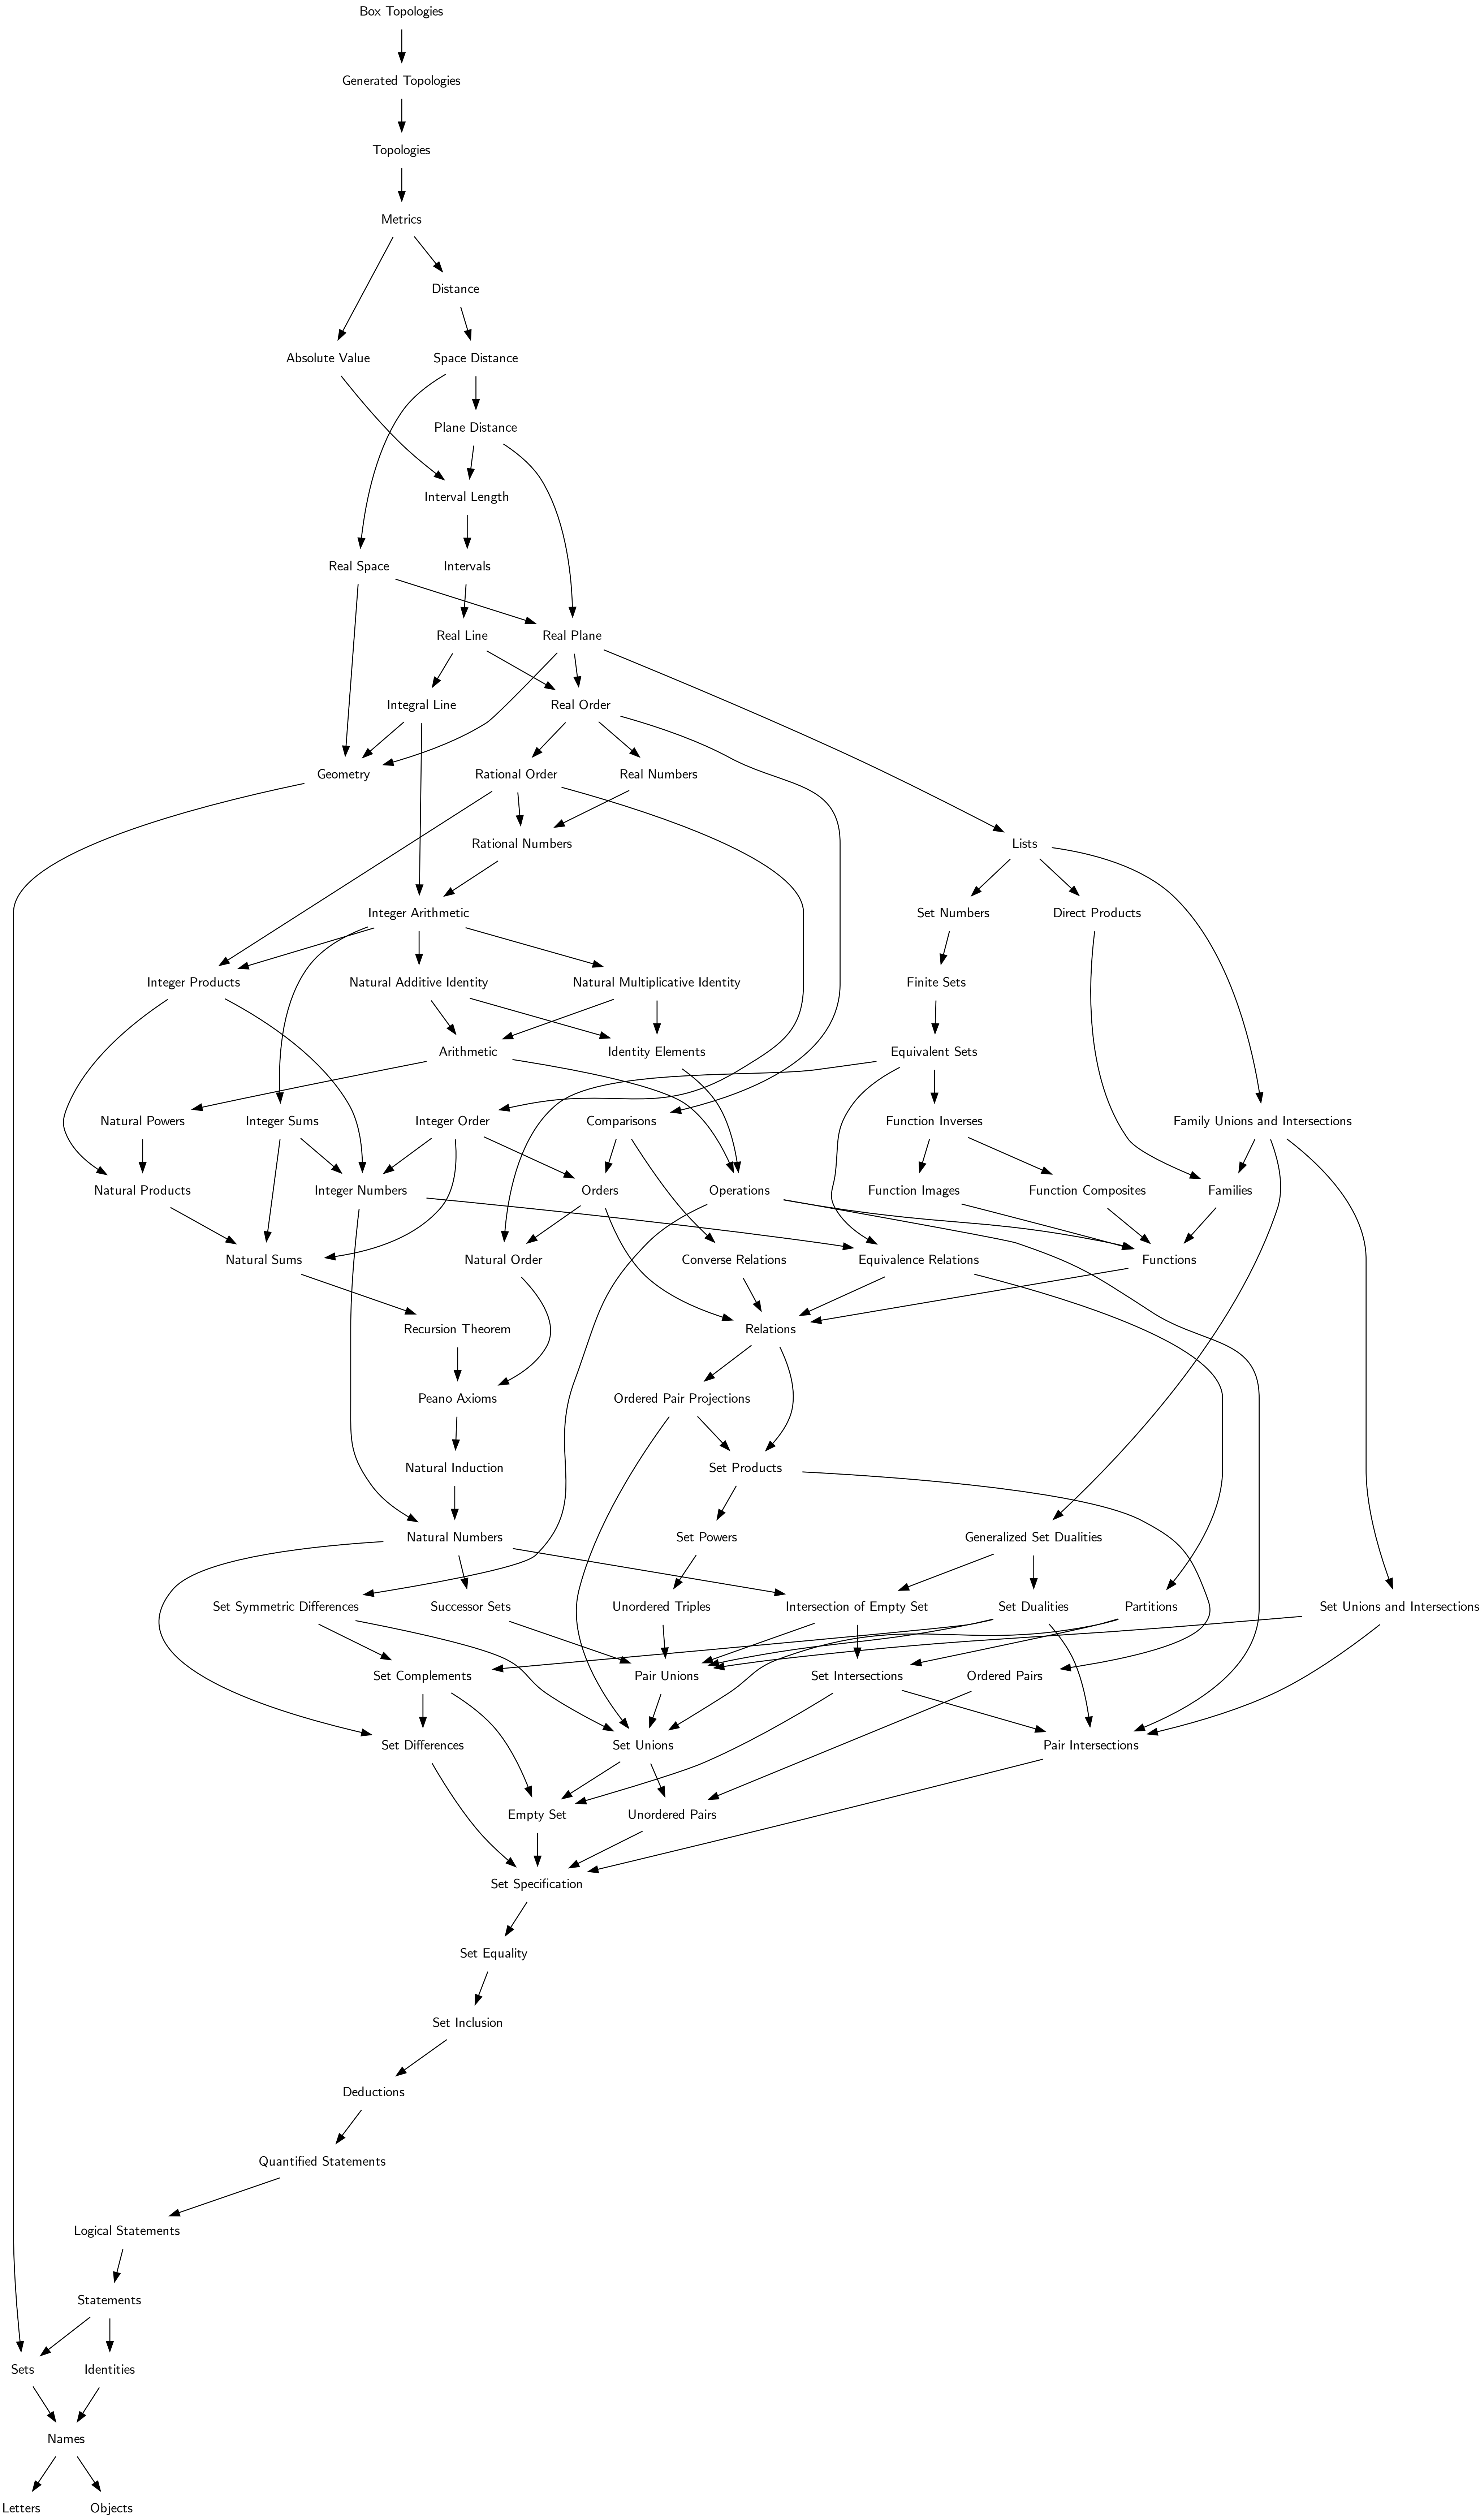 Box Topologies
Generated Topologies
Topologies
Metrics
Distance
Absolute Value
Space Distance
Plane Distance
Interval Length
Real Space
Intervals
Real Line
Real Plane
Integral Line
Real Order
Geometry
Rational Order
Real Numbers
Rational Numbers
Lists
Integer Arithmetic
Set Numbers
Direct Products
Integer Products
Natural Additive Identity
Natural Multiplicative Identity
Finite Sets
Arithmetic
Identity Elements
Equivalent Sets
Natural Powers
Integer Sums
Integer Order
Comparisons
Function Inverses
Family Unions and Intersections
Natural Products
Integer Numbers
Orders
Operations
Function Images
Function Composites
Families
Natural Sums
Natural Order
Converse Relations
Equivalence Relations
Functions
Recursion Theorem
Relations
Peano Axioms
Ordered Pair Projections
Natural Induction
Set Products
Natural Numbers
Set Powers
Generalized Set Dualities
Set Symmetric Differences
Successor Sets
Unordered Triples
Intersection of Empty Set
Set Dualities
Partitions
Set Unions and Intersections
Set Complements
Pair Unions
Set Intersections
Ordered Pairs
Set Differences
Set Unions
Pair Intersections
Empty Set
Unordered Pairs
Set Specification
Set Equality
Set Inclusion
Deductions
Quantified Statements
Logical Statements
Statements
Sets
Identities
Names
Letters
Objects